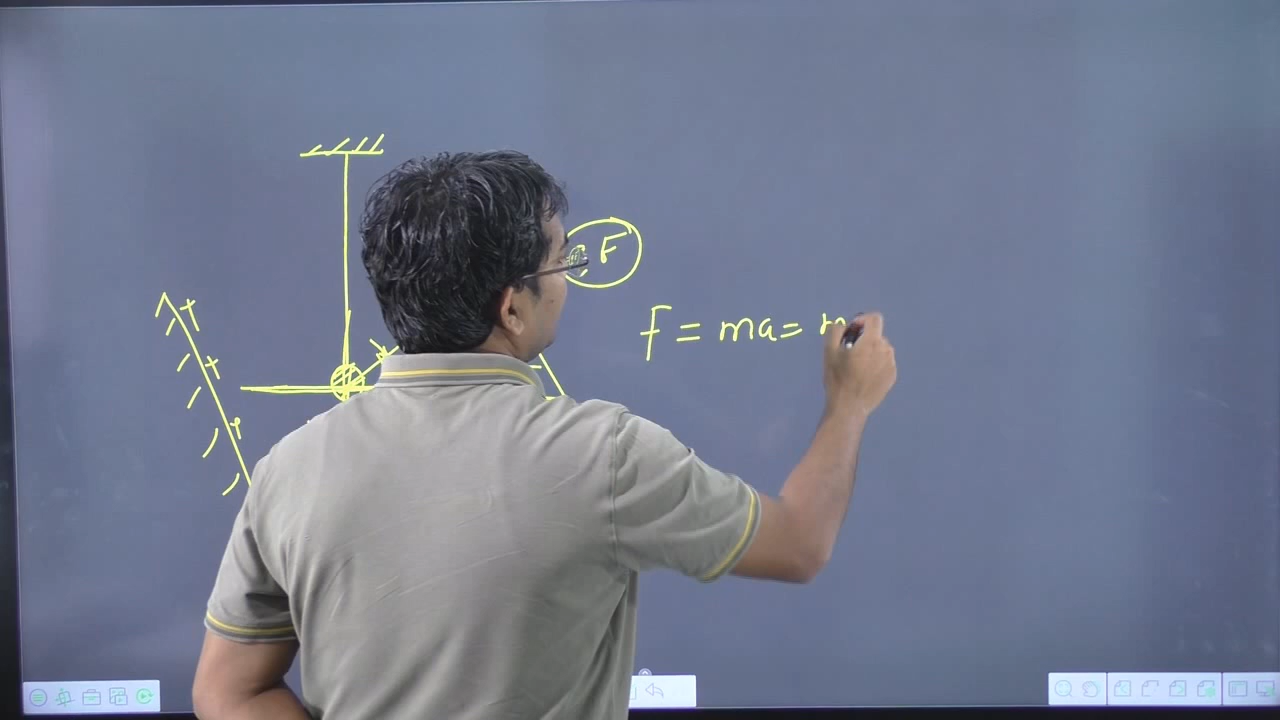 F
F = ma = m